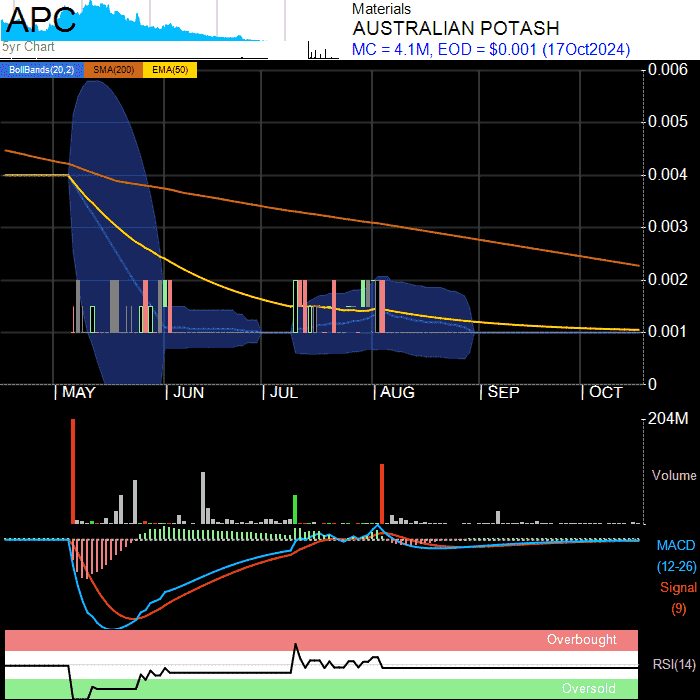 APC
5yr Chart
Materials
AUSTRALIAN POTASH
MC = 4.1M, EOD = $0.001 (17Oct2024)
BollBands(20,2) SMA(200) EMA(50)
0.006
0.005
0.004
0.003
0.002
0.001
0
MAY JUN JUL AUG SEP OCT
204M
Volume
MACD
(12-26)
Signal
(9)
Overbought
RSI(14)
Oversold